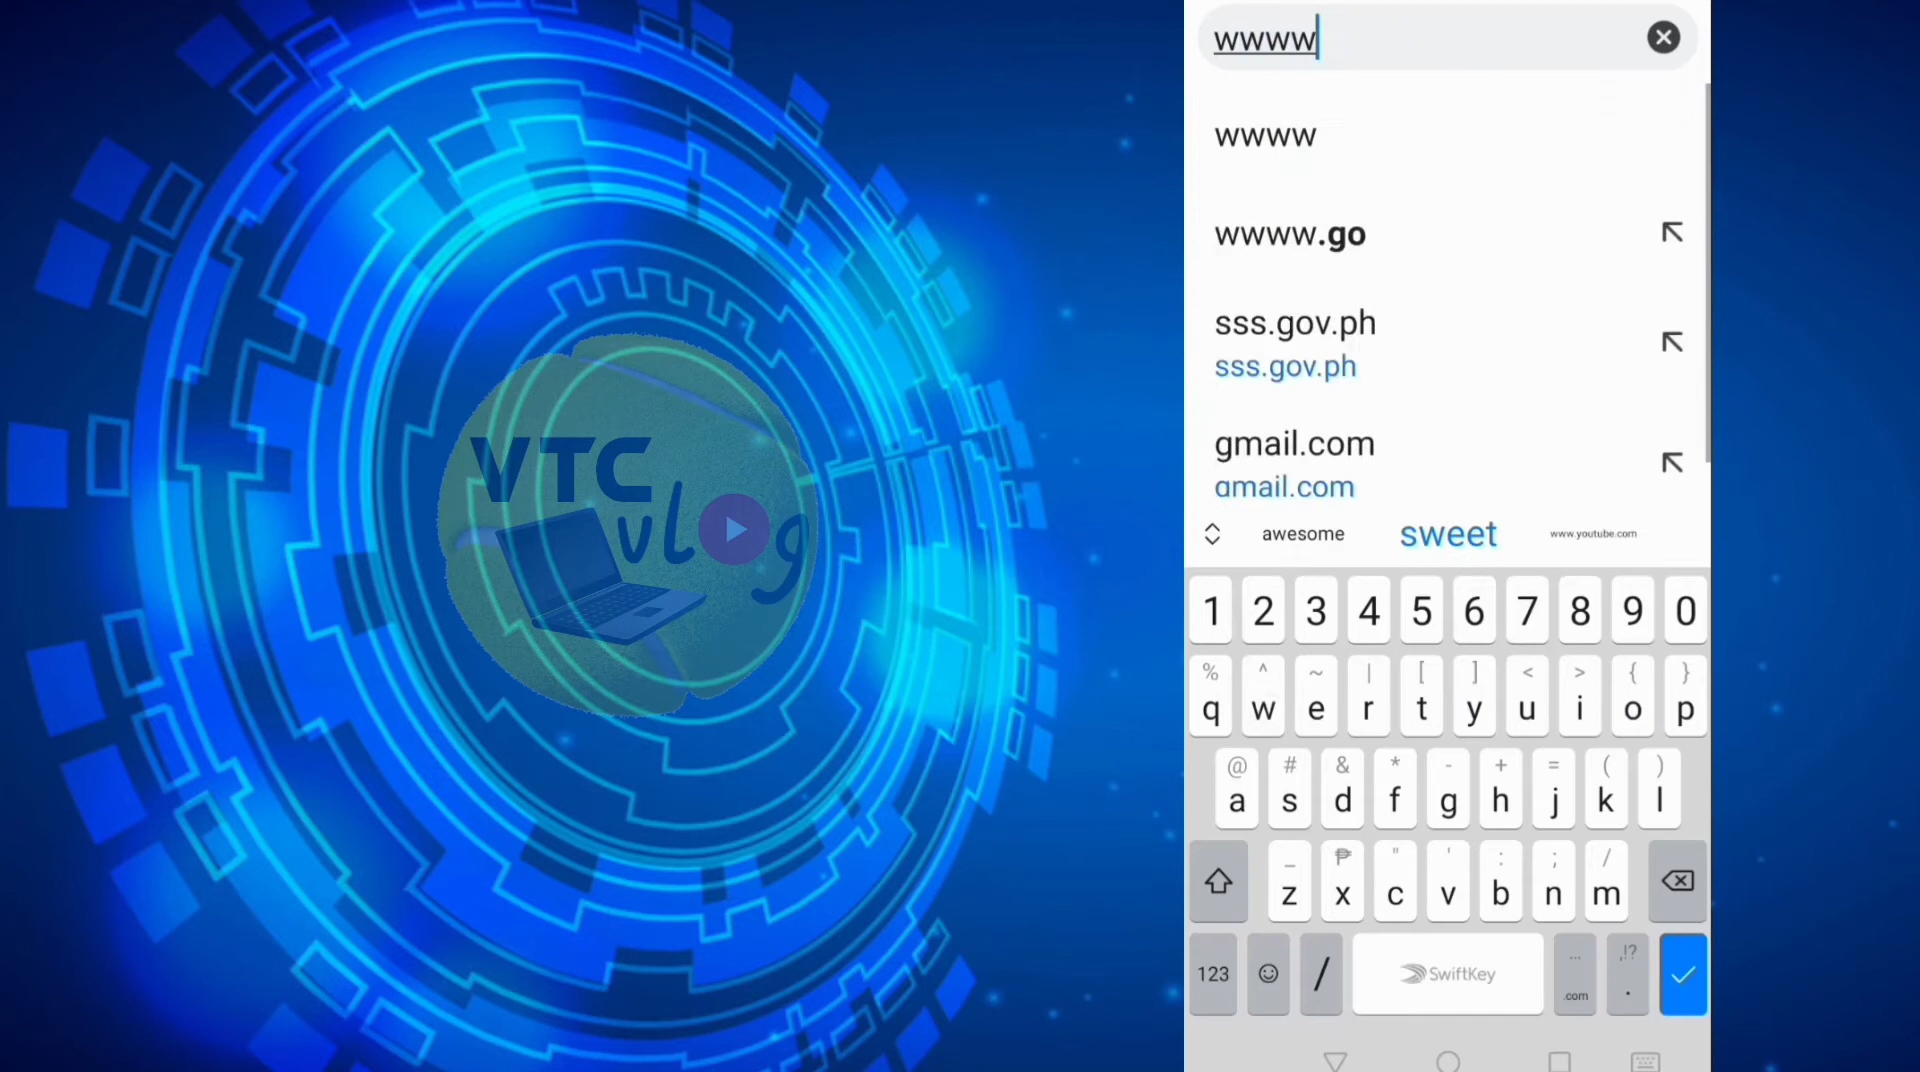 VTC
vlog
wwww
wwww
wwww.go
sss.gov.ph
sss.gov.ph
gmail.com
gmail.com
awesome sweet www.youtube.com
1 2 3 4 5 6 7 8 9 0
% ^ ~ | [ ] < > { }
q w e r t y u i o p
@ # & * - + = ( )
a s d f g h j k l
_ ₱ " ' : ; /
z x c v b n m
... ,!?
123 / SwiftKey .com .